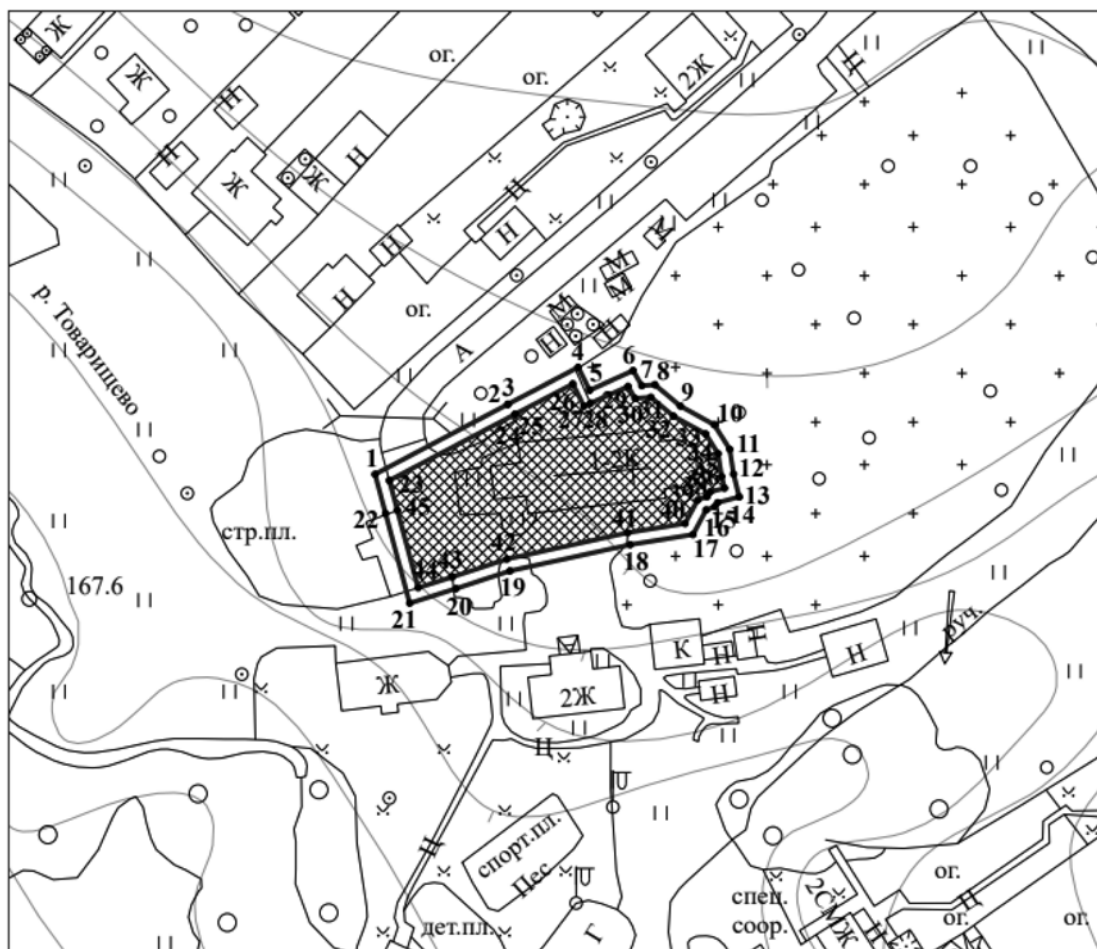 Ж
ог.
ог.
2Ж
Ц
Ж
Н
Н
Ж
Ж
Н
Ц
Н
Н
К
М
М
Н
ог.
М
Н
Н
А
р. Товарищево
4
6
5
7
8
3
2
9
26
29
27
28
30
31
10
25
32
24
33
11
1
12
23
13
45
22
14
15
16
40
41
17
42
18
стр.пл.
44
43
19
20
21
167.6
руч.
К
Н
Н
Н
Н
Ж
2Ж
Ц
Ц
спорт.пл.
Пес
дет.пл.
Г
спец.
соор.
2СМЖ
ог.
Ц
ог.
ог.